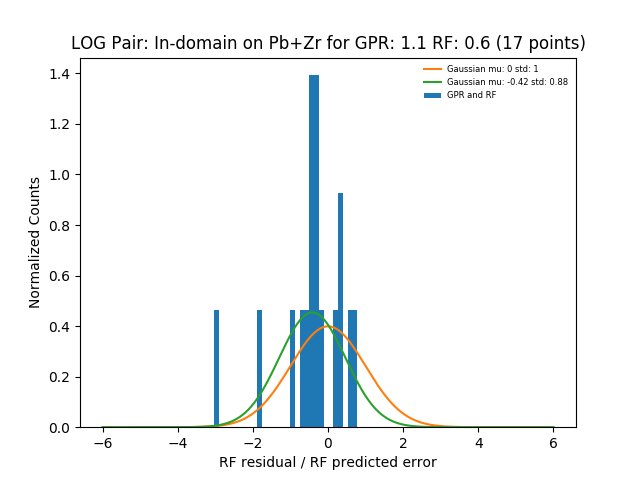 LOG Pair: In-domain on Pb+Zr for GPR: 1.1 RF: 0.6 (17 points)
Gaussian mu: 0 std: 1
Gaussian mu: -0.42 std: 0.88
GPR and RF
Normalized Counts
1.4
1.2
1.0
0.8
0.6
0.4
0.2
0.0
−6 −4 −2 0 2 4 6
RF residual / RF predicted error